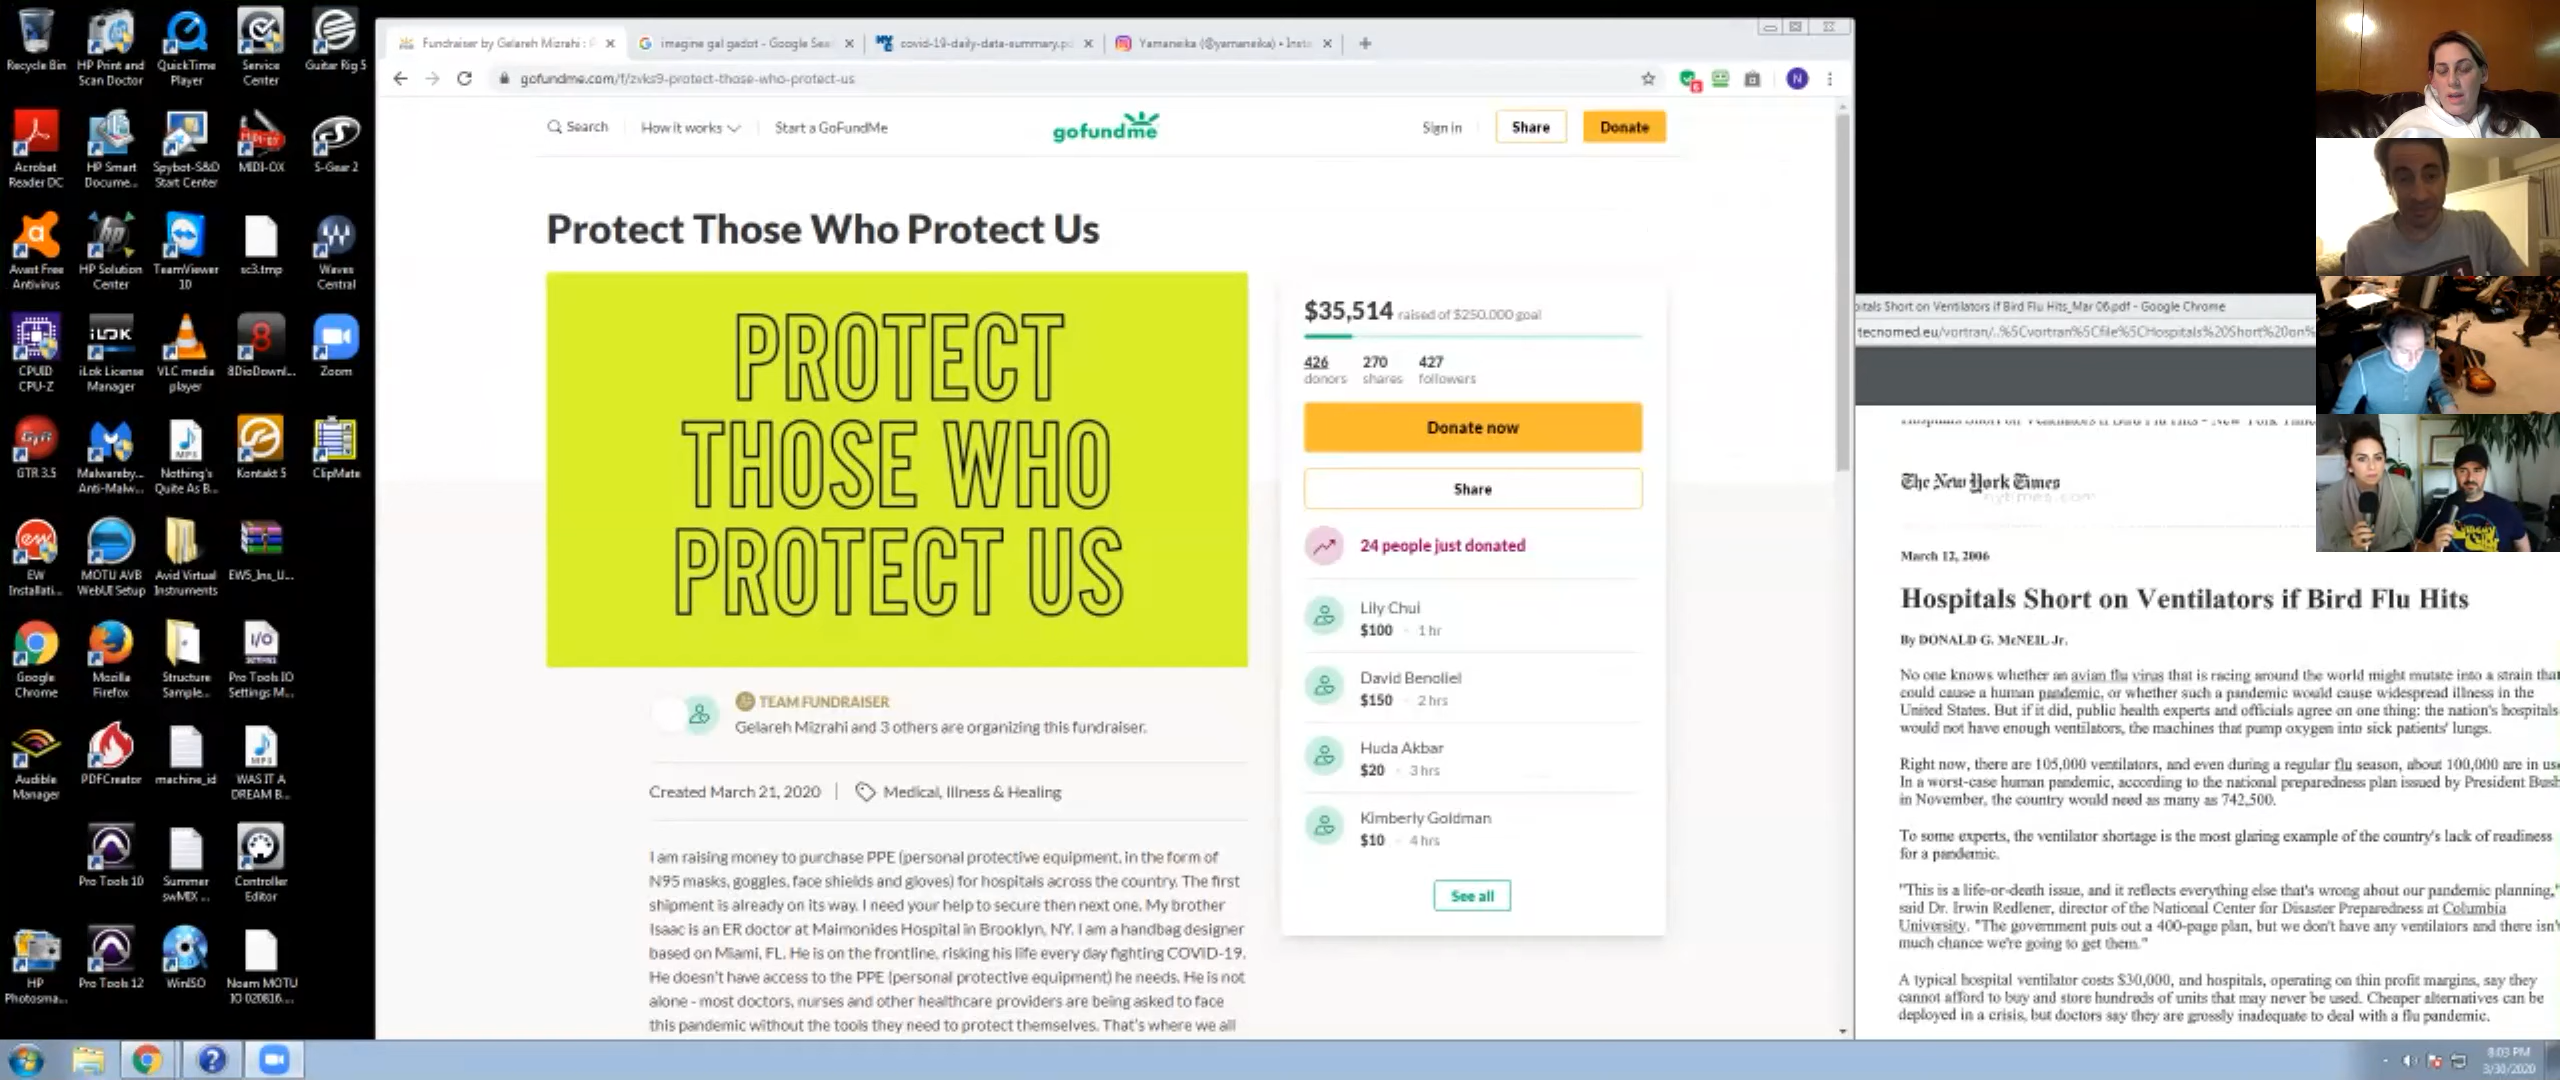 Recycle Bin
HP Print and
Scan Doctor
QuickTime
Player
Service
Center
Guitar Rig 5
Acrobat
Reader DC
HP Smart
Docume...
Spybot-S&D
Start Center
MIDI-OX
S-Gear 2
Avast Free
Antivirus
HP Solution
Center
TeamViewer
10
sc3.tmp
Waves
Central
CPUID
CPU-Z
iLOK
iLok License
Manager
VLC media
player
8DioDownl...
Zoom
GTR 3.5
Malwareby...
Anti-Malw...
Nothing's
Quite As B...
Kontakt 5
ClipMate
EW
Installati...
MOTU AVB
WebUI Setup
Avid Virtual
Instruments
EWS_Ins_U...
Google
Chrome
Mozilla
Firefox
Structure
Sample...
Pro Tools IO
Settings M...
Audible
Manager
PDFCreator
machine_id
WAS IT A
DREAM B...
Pro Tools 10
Summer
swMIX ...
Controller
Editor
HP
Photosma...
Pro Tools 12
WinISO
Noam MOTU
IO 020816....
Fundraiser by Gelareh Mizrahi : P
imagine gal gadot - Google Sea
covid-19-daily-data-summary.p
Yamaneika (@yamaneika) • Insta
gofundme.com/f/zvks9-protect-those-who-protect-us
N
Search
How it works
Start a GoFundMe
gofundme
Sign in
Share
Donate
Protect Those Who Protect Us
PROTECT
THOSE WHO
PROTECT US
TEAM FUNDRAISER
Gelareh Mizrahi and 3 others are organizing this fundraiser.
Created March 21, 2020
Medical, Illness & Healing
I am raising money to purchase PPE (personal protective equipment, in the form of
N95 masks, goggles, face shields and gloves) for hospitals across the country. The first
shipment is already on its way. I need your help to secure then next one. My brother
Isaac is an ER doctor at Maimonides Hospital in Brooklyn, NY. I am a handbag designer
based on Miami, FL. He is on the frontline, risking his life every day fighting COVID-19.
He doesn't have access to the PPE (personal protective equipment) he needs. He is not
alone - most doctors, nurses and other healthcare providers are being asked to face
this pandemic without the tools they need to protect themselves. That's where we all
$35,514 raised of $250,000 goal
426 donors
270 shares
427 followers
Donate now
Share
24 people just donated
Lily Chui
$100 · 1 hr
David Benoliel
$150 · 2 hrs
Huda Akbar
$20 · 3 hrs
Kimberly Goldman
$10 · 4 hrs
See all
pitals Short on Ventilators if Bird Flu Hits_Mar 06.pdf - Google Chrome
tecnomed.eu/vortran/..%5Cvortran%5Cfile%5CHospitals%20Short%20on%
The New York Times
nytimes.com
March 12, 2006
Hospitals Short on Ventilators if Bird Flu Hits
By DONALD G. McNEIL Jr.
No one knows whether an avian flu virus that is racing around the world might mutate into a strain that
could cause a human pandemic, or whether such a pandemic would cause widespread illness in the
United States. But if it did, public health experts and officials agree on one thing: the nation's hospitals
would not have enough ventilators, the machines that pump oxygen into sick patients' lungs.
Right now, there are 105,000 ventilators, and even during a regular flu season, about 100,000 are in use
In a worst-case human pandemic, according to the national preparedness plan issued by President Bush
in November, the country would need as many as 742,500.
To some experts, the ventilator shortage is the most glaring example of the country's lack of readiness
for a pandemic.
"This is a life-or-death issue, and it reflects everything else that's wrong about our pandemic planning,"
said Dr. Irwin Redlener, director of the National Center for Disaster Preparedness at Columbia
University. "The government puts out a 400-page plan, but we don't have any ventilators and there isn't
much chance we're going to get them."
A typical hospital ventilator costs $30,000, and hospitals, operating on thin profit margins, say they
cannot afford to buy and store hundreds of units that may never be used. Cheaper alternatives can be
deployed in a crisis, but doctors say they are grossly inadequate to deal with a flu pandemic.
8:03 PM
3/30/2020